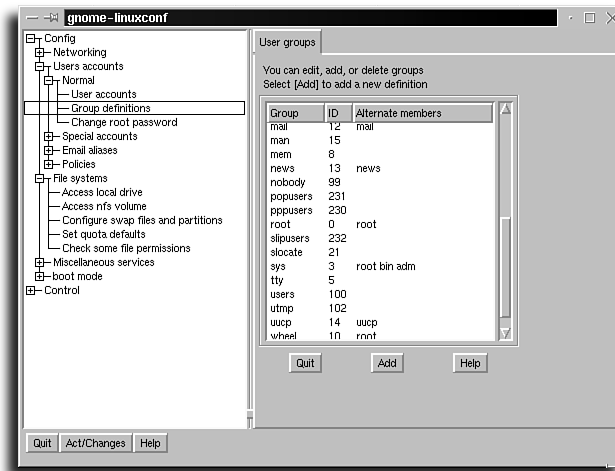 gnome-linuxconf
Config
Networking
Users accounts
Normal
User accounts
Group definitions
Change root password
Special accounts
Email aliases
Policies
File systems
Access local drive
Access nfs volume
Configure swap files and partitions
Set quota defaults
Check some file permissions
Miscellaneous services
boot mode
Control
User groups
You can edit, add, or delete groups
Select [Add] to add a new definition
Group ID Alternate members
mail 12 mail
man 15
mem 8
news 13 news
nobody 99
popusers 231
pppusers 230
root 0 root
slipusers 232
slocate 21
sys 3 root bin adm
tty 5
users 100
utmp 102
uucp 14 uucp
wheel 10 root
Quit Add Help
Quit Act/Changes Help